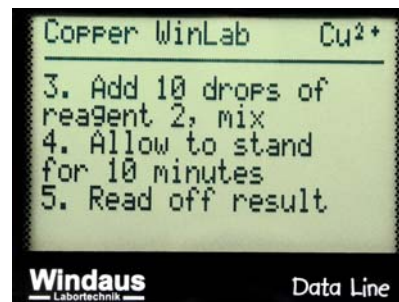 Copper WinLab Cu²⁺
3. Add 10 drops of
reagent 2, mix
4. Allow to stand
for 10 minutes
5. Read off result
Windaus Data Line
Labortechnik